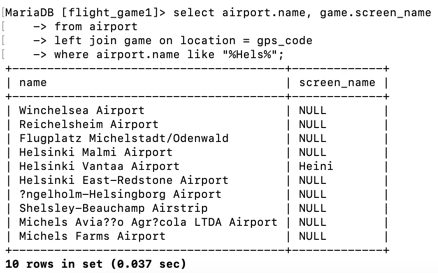 [MariaDB [flight_game1]> select airport.name, game.screen_name
[    -> from airport
[    -> left join game on location = gps_code
[    -> where airport.name like "%Hels%";
+------------------------------------+-------------+
| name                               | screen_name |
+------------------------------------+-------------+
| Winchelsea Airport                 | NULL        |
| Reichelsheim Airport               | NULL        |
| Flugplatz Michelstadt/Odenwald     | NULL        |
| Helsinki Malmi Airport             | NULL        |
| Helsinki Vantaa Airport            | Heini       |
| Helsinki East-Redstone Airport     | NULL        |
| ?ngelholm-Helsingborg Airport      | NULL        |
| Shelsley-Beauchamp Airstrip        | NULL        |
| Michels Avia??o Agr?cola LTDA Airport | NULL        |
| Michels Farms Airport              | NULL        |
+------------------------------------+-------------+
10 rows in set (0.037 sec)